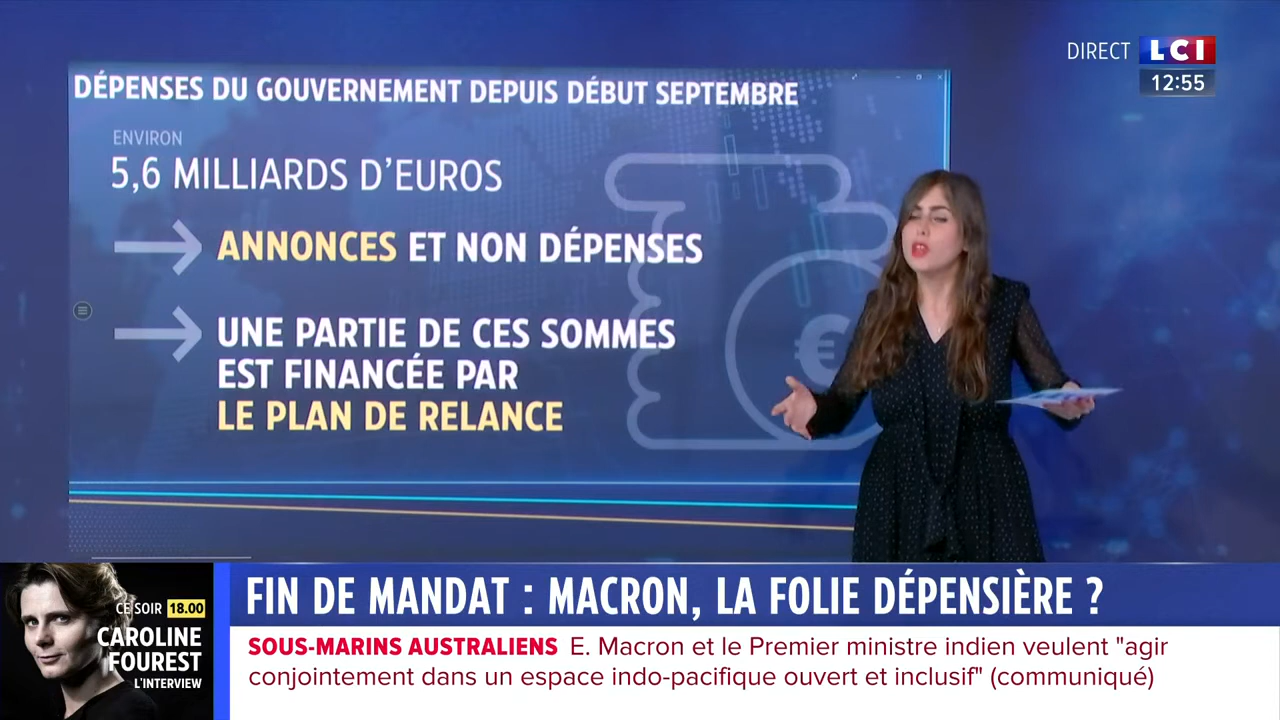 DIRECT LCI
12:55
DÉPENSES DU GOUVERNEMENT DEPUIS DÉBUT SEPTEMBRE
ENVIRON
5,6 MILLIARDS D'EUROS
ANNONCES ET NON DÉPENSES
UNE PARTIE DE CES SOMMES
EST FINANCÉE PAR
LE PLAN DE RELANCE
€
CE SOIR 18.00
CAROLINE
FOUREST
L'INTERVIEW
FIN DE MANDAT : MACRON, LA FOLIE DÉPENSIÈRE ?
SOUS-MARINS AUSTRALIENS E. Macron et le Premier ministre indien veulent "agir
conjointement dans un espace indo-pacifique ouvert et inclusif" (communiqué)